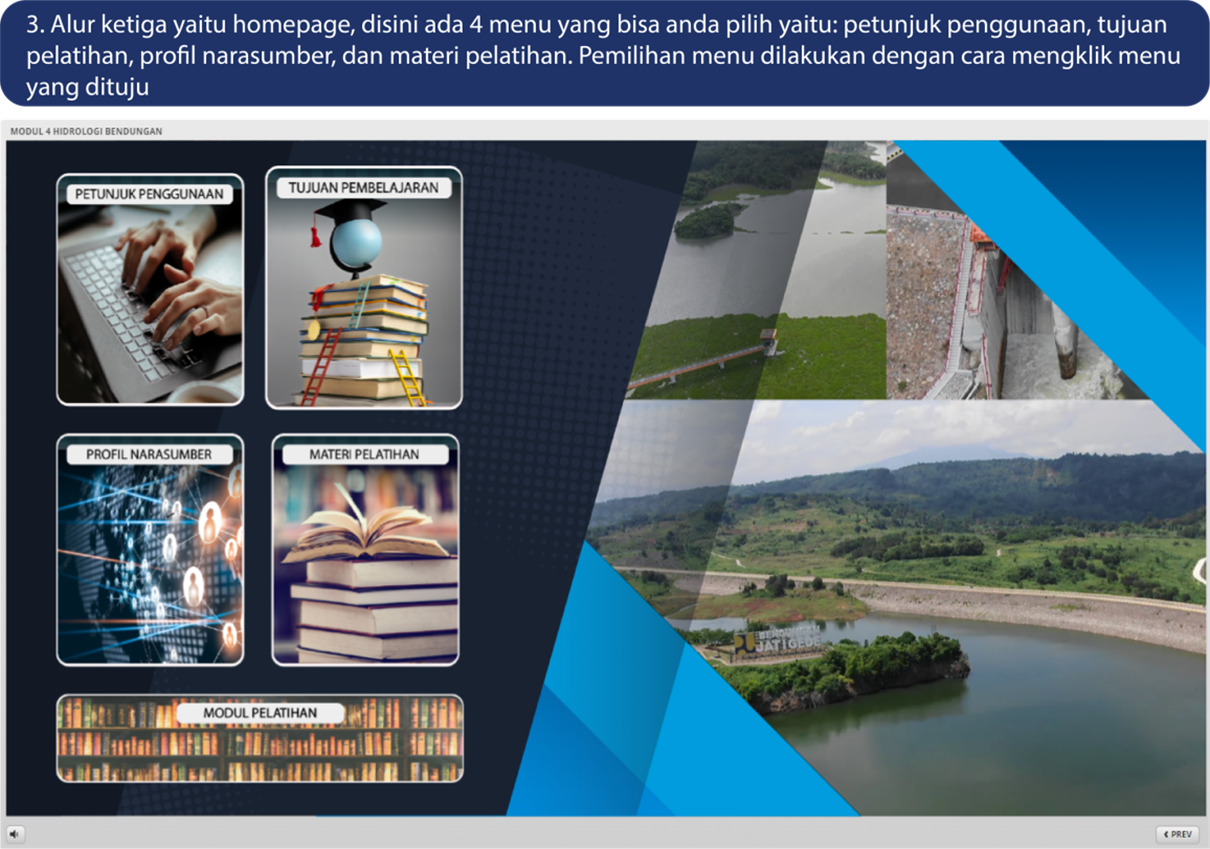 3. Alur ketiga yaitu homepage, disini ada 4 menu yang bisa anda pilih yaitu: petunjuk penggunaan, tujuan
pelatihan, profil narasumber, dan materi pelatihan. Pemilihan menu dilakukan dengan cara mengklik menu
yang dituju
MODUL 4 HIDROLOGI BENDUNGAN
PETUNJUK PENGGUNAAN
TUJUAN PEMBELAJARAN
PROFIL NARASUMBER
MATERI PELATIHAN
BENDUNGAN
JATIGEDE
MODUL PELATIHAN
PREV